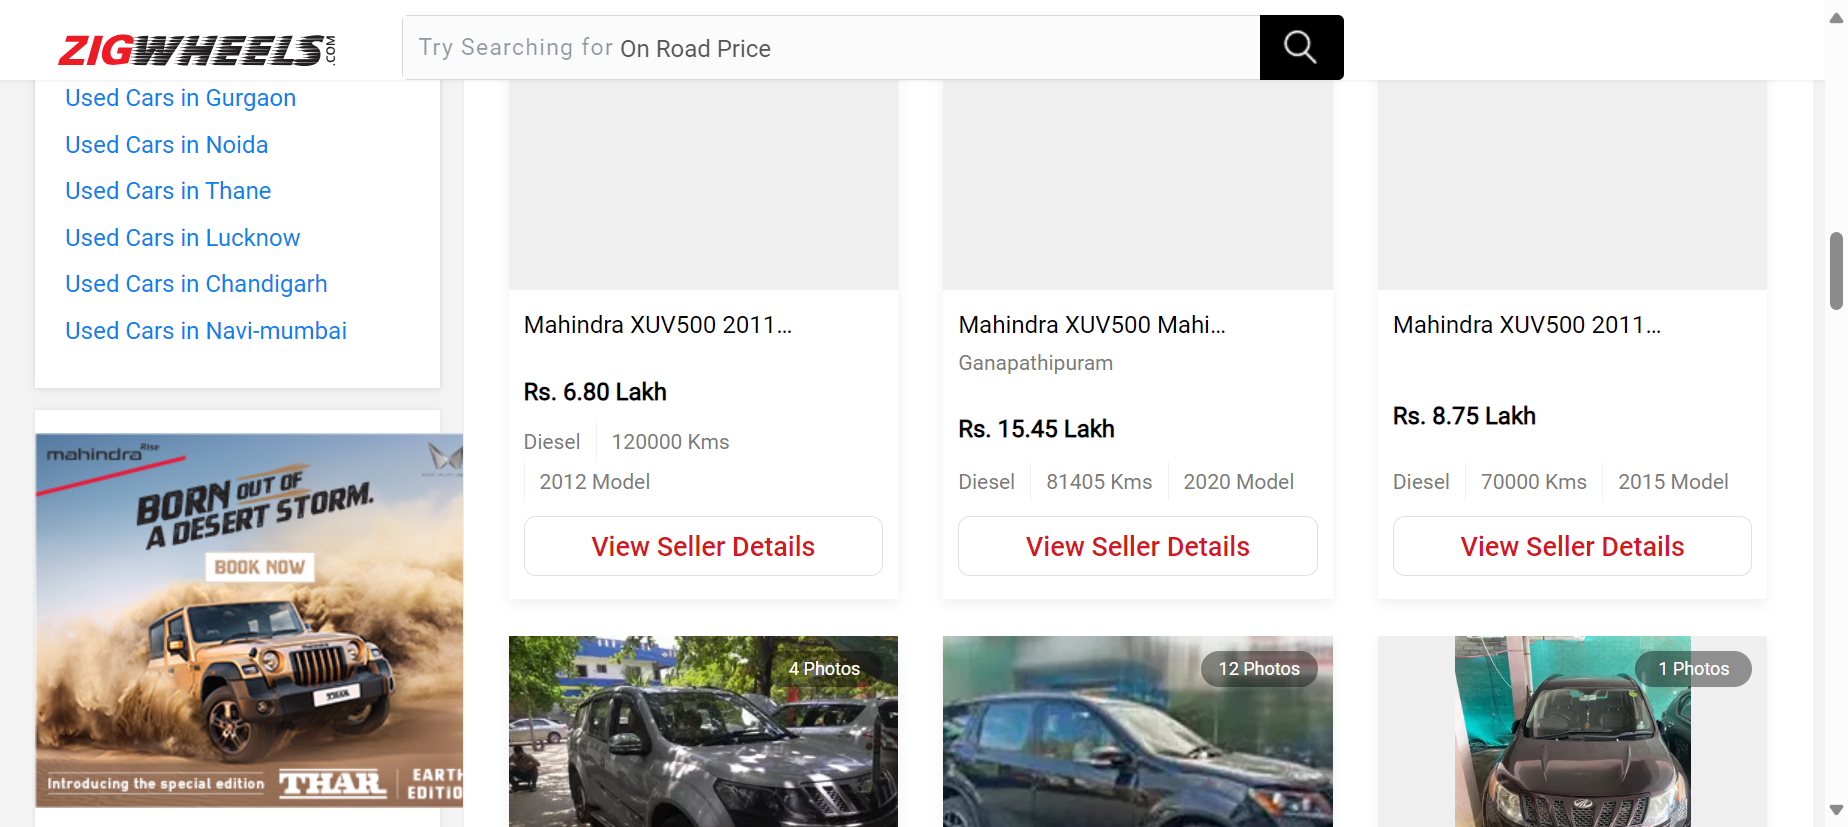 ZIGWHEELS.COM
Try Searching for On Road Price
Used Cars in Gurgaon
Used Cars in Noida
Used Cars in Thane
Used Cars in Lucknow
Used Cars in Chandigarh
Used Cars in Navi-mumbai
mahindra Rise
BORN OUT OF
A DESERT STORM.
BOOK NOW
THAR
Introducing the special edition THAR EARTH
EDITIO
Mahindra XUV500 2011...
Rs. 6.80 Lakh
Diesel 120000 Kms
2012 Model
View Seller Details
Mahindra XUV500 Mahi...
Ganapathipuram
Rs. 15.45 Lakh
Diesel 81405 Kms 2020 Model
View Seller Details
Mahindra XUV500 2011...
Rs. 8.75 Lakh
Diesel 70000 Kms 2015 Model
View Seller Details
4 Photos
12 Photos
1 Photos